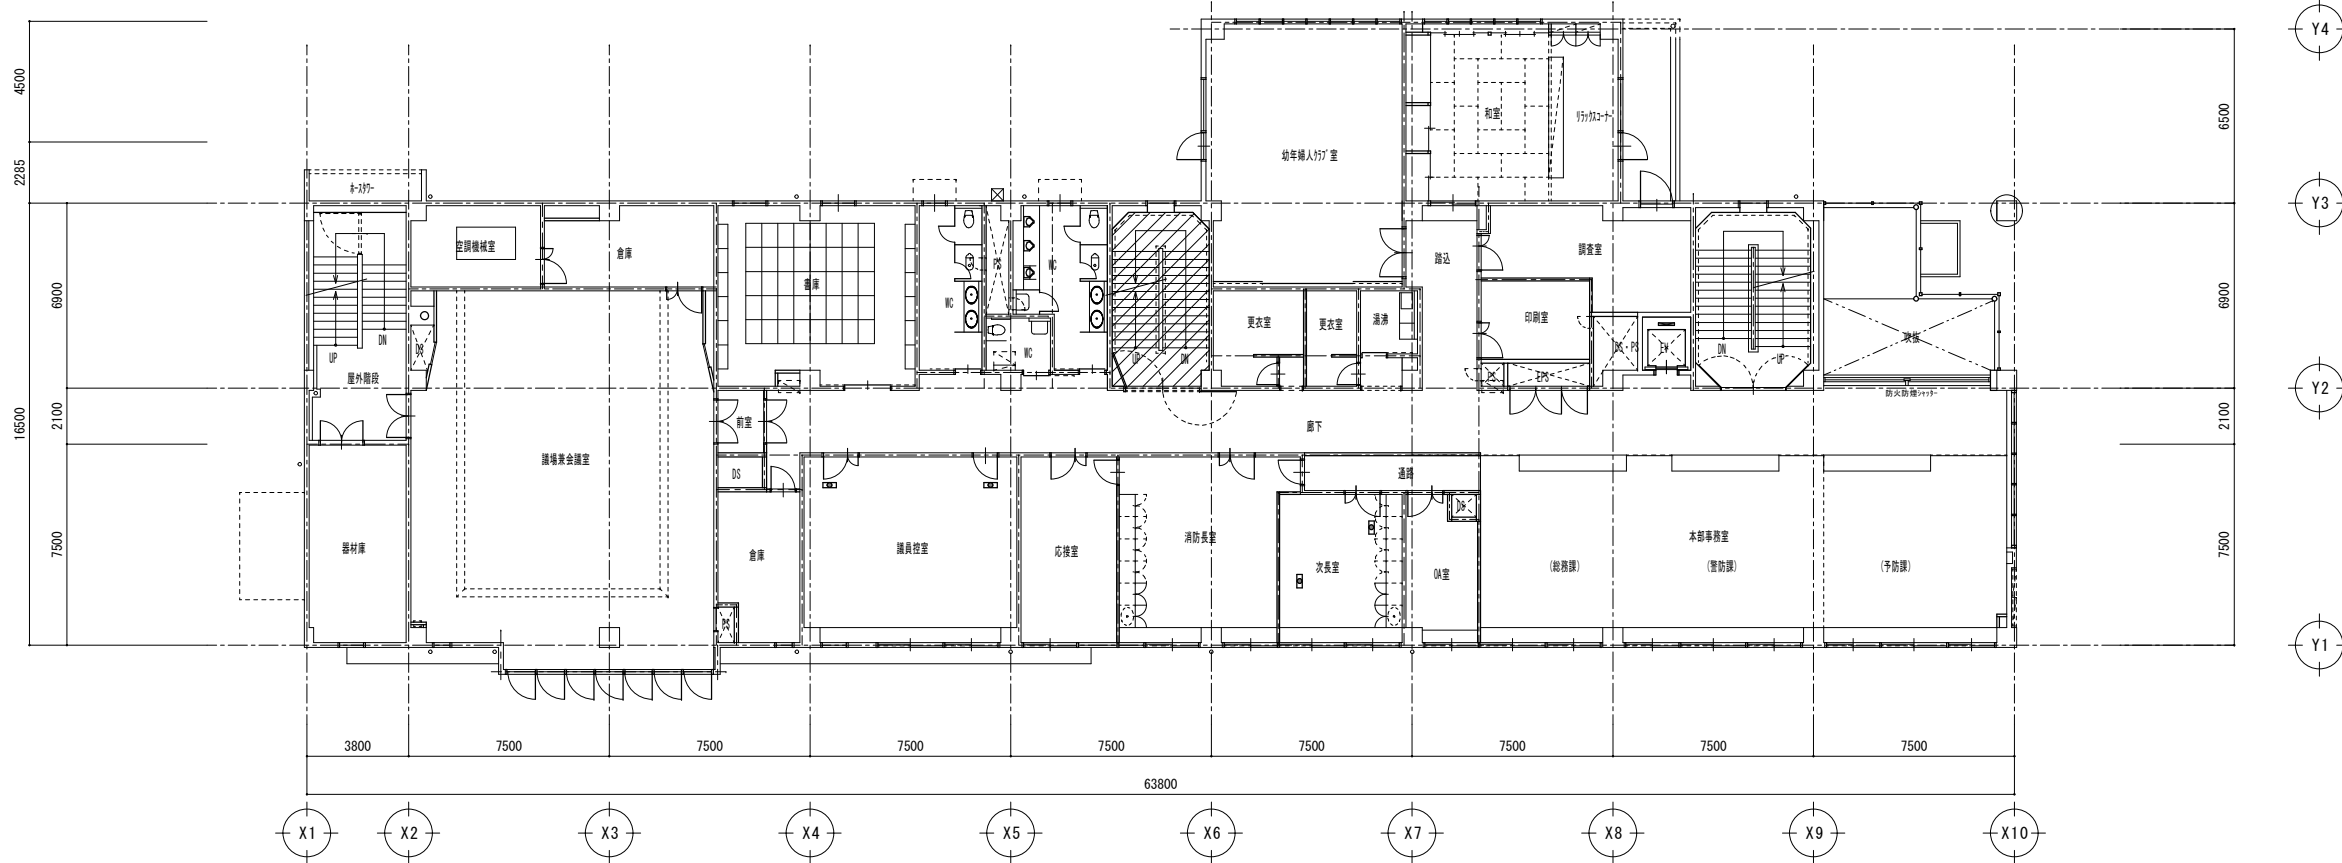 Y4
4500
6500
和室
リラックスコーナー
幼年婦人クラブ室
2285
ホースタワー
Y3
空調機械室
倉庫
書庫
WC
PS
WC
踏込
調査室
6900
6900
更衣室
更衣室
湯沸
印刷室
DS
DN
UP
WC
UP
DN
DS・PS
EV
DN
UP
吹抜
屋外階段
PS
EPS
Y2
防火防煙シャッター
16500
2100
前室
廊下
2100
議場兼会議室
DS
通路
DS
7500
器材庫
倉庫
議員控室
応接室
消防長室
次長室
OA室
本部事務室
(総務課)
(警防課)
(予防課)
7500
Y1
3800
7500
7500
7500
7500
7500
7500
7500
7500
63800
X1
X2
X3
X4
X5
X6
X7
X8
X9
X10